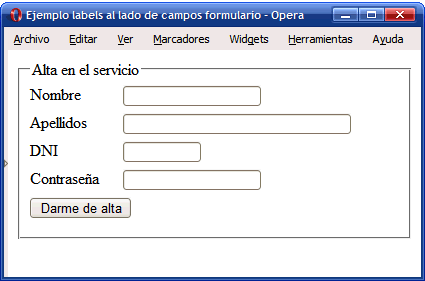 Ejemplo labels al lado de campos formulario - Opera
Archivo Editar Ver Marcadores Widgets Herramientas Ayuda
Alta en el servicio
Nombre
Apellidos
DNI
Contraseña
Darme de alta